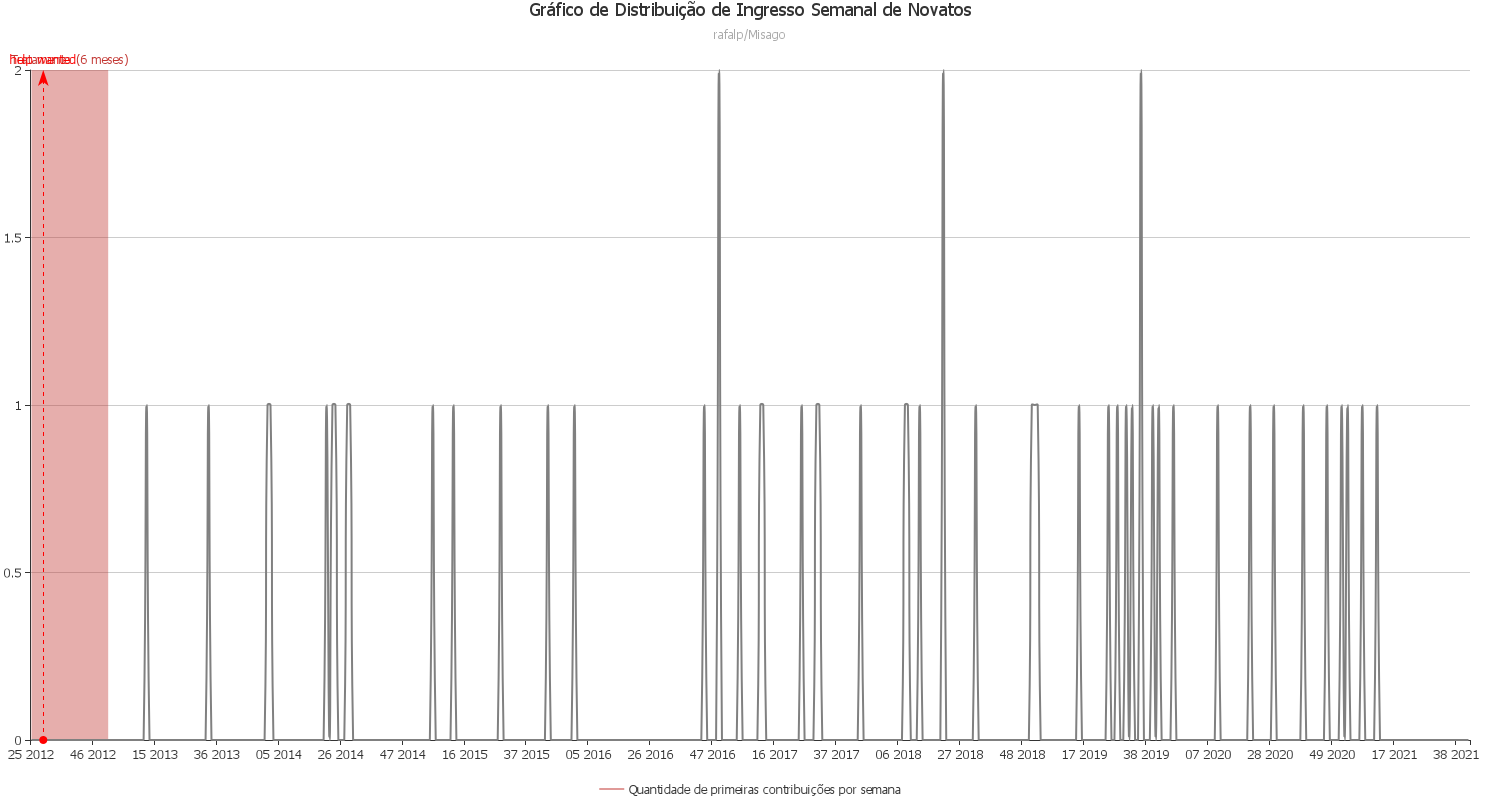 Gráfico de Distribuição de Ingresso Semanal de Novatos
rafalp/Misago
(6 meses)
2
1.5
1
0.5
0
25 2012 46 2012 15 2013 36 2013 05 2014 26 2014 47 2014 16 2015 37 2015 05 2016 26 2016 47 2016 16 2017 37 2017 06 2018 27 2018 48 2018 17 2019 38 2019 07 2020 28 2020 49 2020 17 2021 38 2021
Quantidade de primeiras contribuições por semana